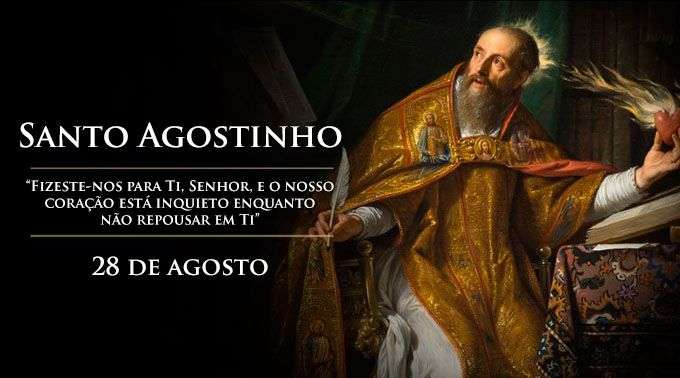 Santo Agostinho
“Fizeste-nos para Ti, Senhor, e o nosso
coração está inquieto enquanto
não repousar em Ti”
28 de agosto